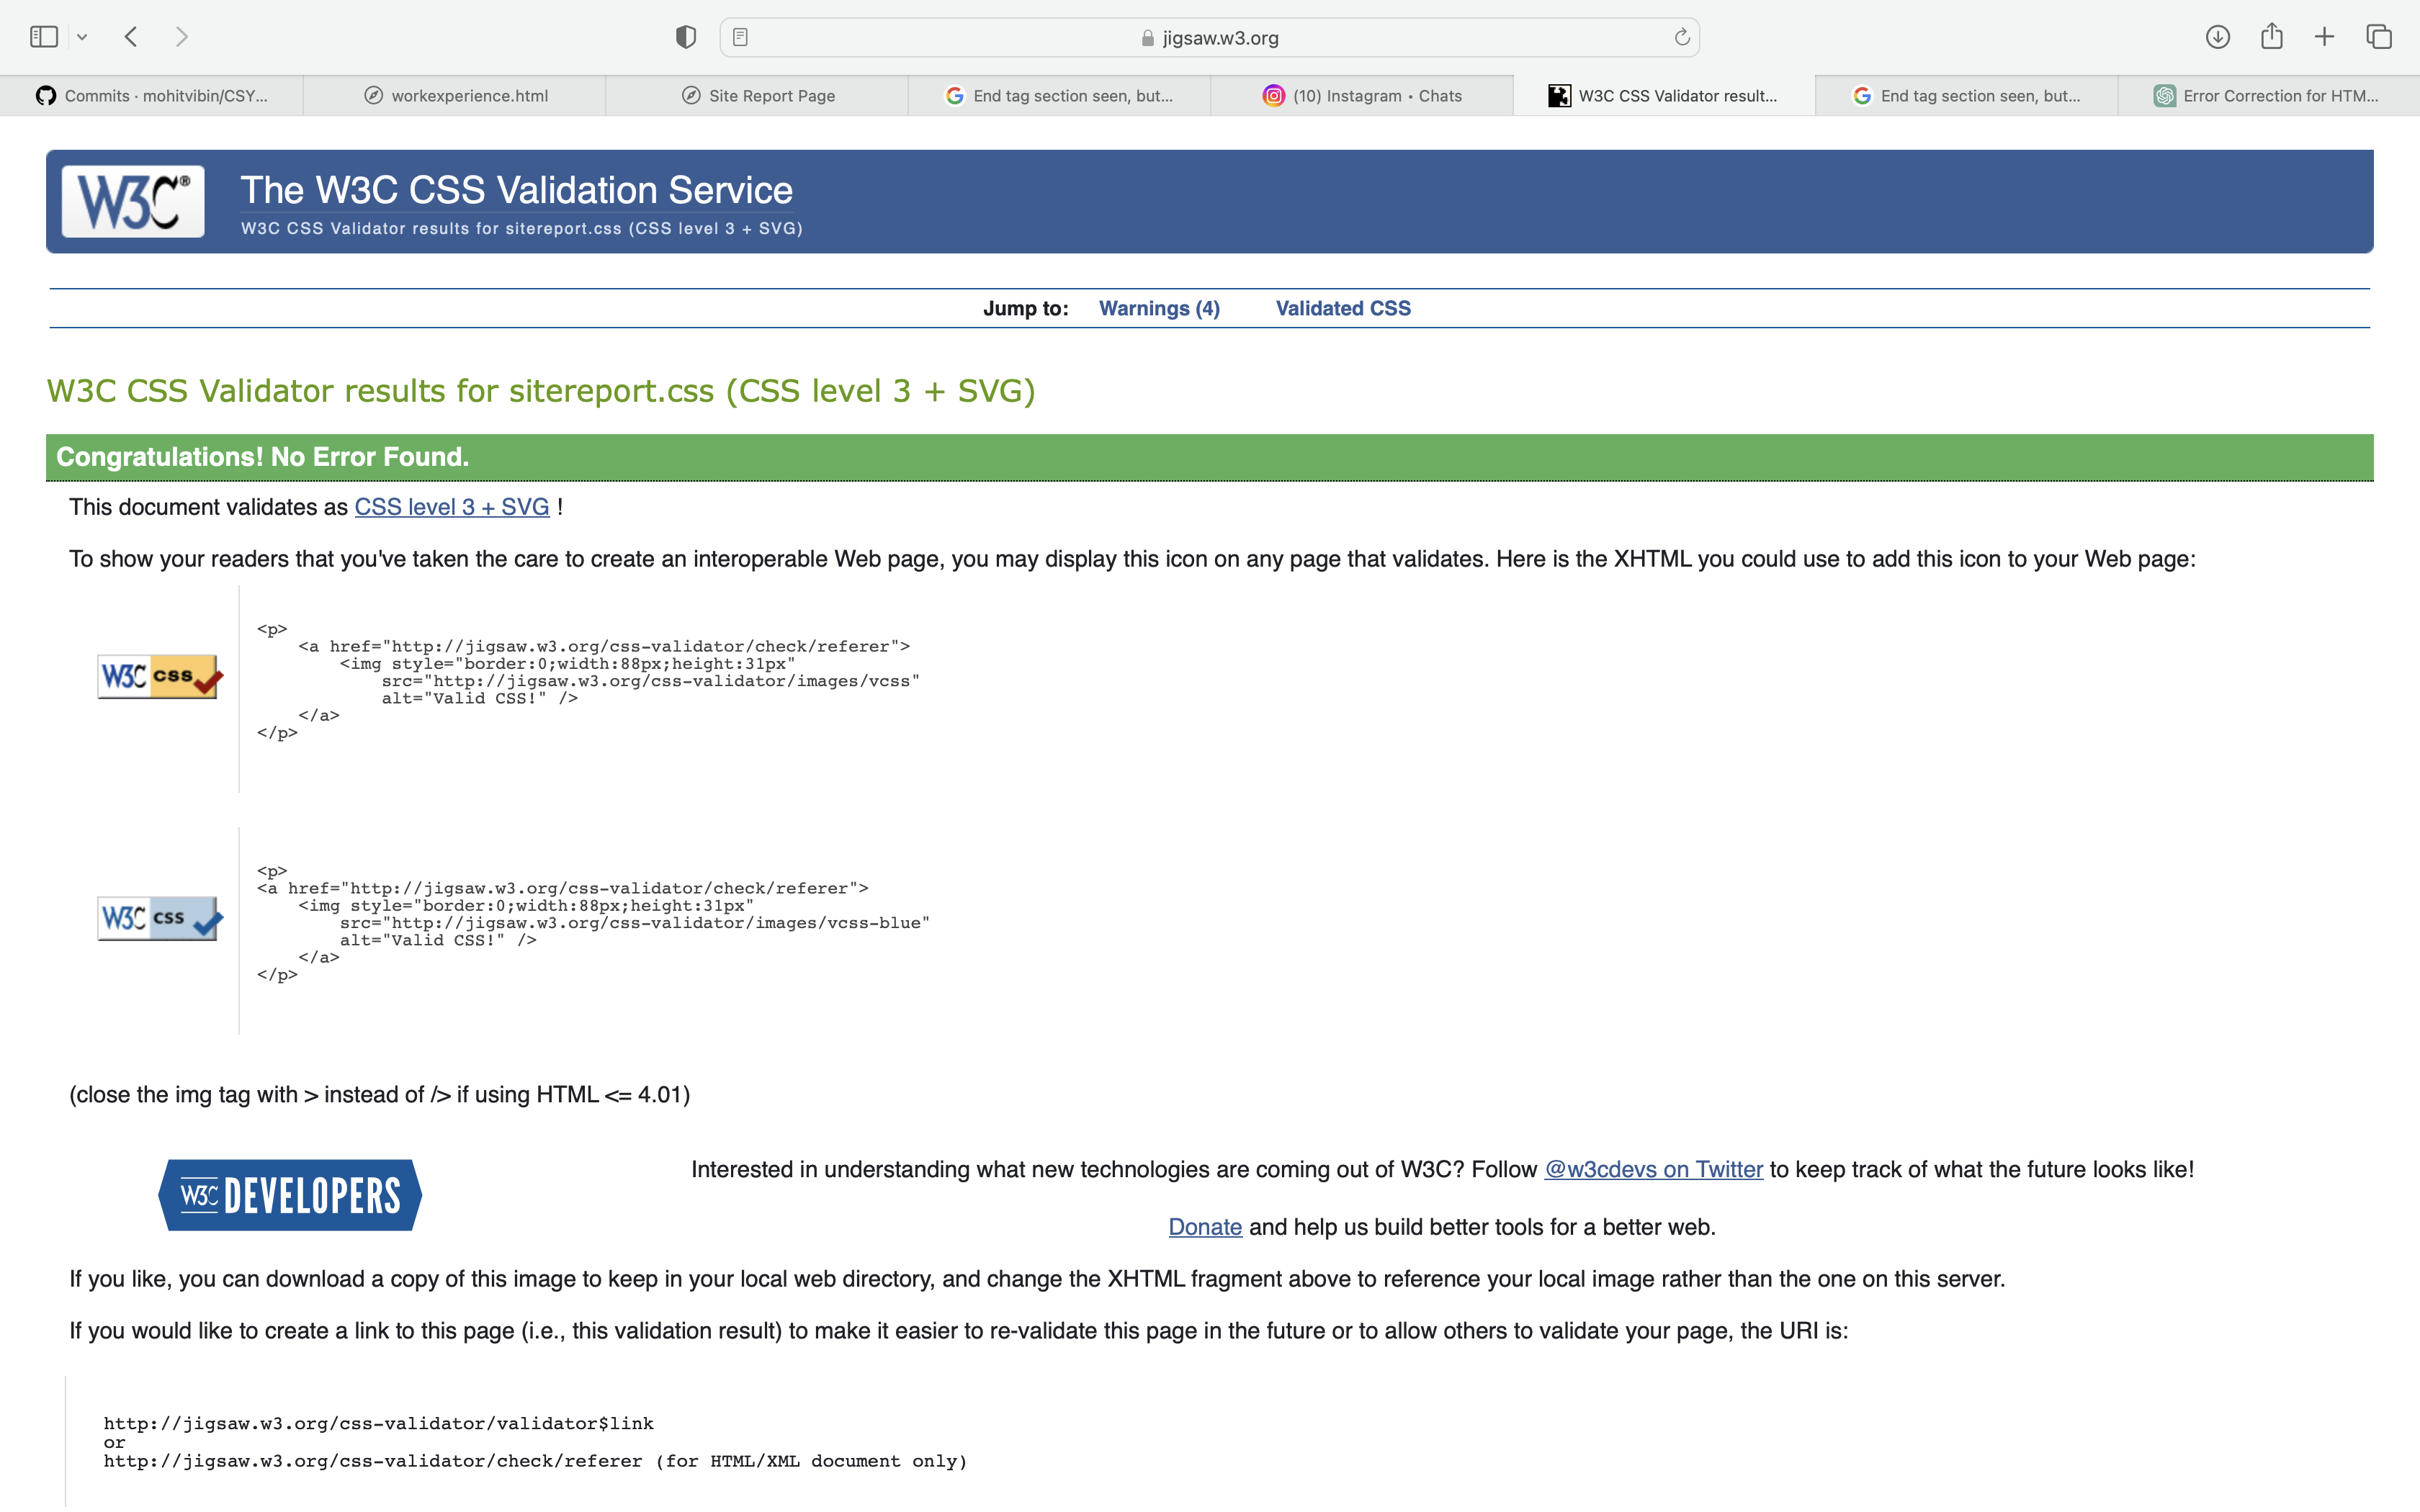 jigsaw.w3.org
Commits · mohitvibin/CSY...
workexperience.html
Site Report Page
End tag section seen, but...
(10) Instagram • Chats
W3C CSS Validator result...
End tag section seen, but...
Error Correction for HTM...
W3C®
The W3C CSS Validation Service
W3C CSS Validator results for sitereport.css (CSS level 3 + SVG)
Jump to: Warnings (4) Validated CSS
W3C CSS Validator results for sitereport.css (CSS level 3 + SVG)
Congratulations! No Error Found.
This document validates as CSS level 3 + SVG !
To show your readers that you've taken the care to create an interoperable Web page, you may display this icon on any page that validates. Here is the XHTML you could use to add this icon to your Web page:
W3C css
<p>
<a href="http://jigsaw.w3.org/css-validator/check/referer">
<img style="border:0;width:88px;height:31px"
src="http://jigsaw.w3.org/css-validator/images/vcss"
alt="Valid CSS!" />
</a>
</p>
W3C css
<p>
<a href="http://jigsaw.w3.org/css-validator/check/referer">
<img style="border:0;width:88px;height:31px"
src="http://jigsaw.w3.org/css-validator/images/vcss-blue"
alt="Valid CSS!" />
</a>
</p>
(close the img tag with > instead of /> if using HTML <= 4.01)
W3C DEVELOPERS
Interested in understanding what new technologies are coming out of W3C? Follow @w3cdevs on Twitter to keep track of what the future looks like!
Donate and help us build better tools for a better web.
If you like, you can download a copy of this image to keep in your local web directory, and change the XHTML fragment above to reference your local image rather than the one on this server.
If you would like to create a link to this page (i.e., this validation result) to make it easier to re-validate this page in the future or to allow others to validate your page, the URI is:
http://jigsaw.w3.org/css-validator/validator$link
or
http://jigsaw.w3.org/css-validator/check/referer (for HTML/XML document only)